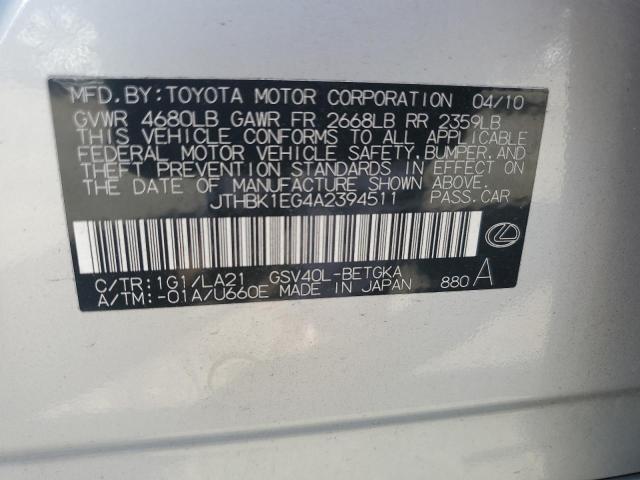 MFD.BY:TOYOTA MOTOR CORPORATION 04/10
GVWR 4680LB GAWR FR 2668LB RR 2359LB
THIS VEHICLE CONFORMS TO ALL APPLICABLE
FEDERAL MOTOR VEHICLE SAFETY, BUMPER, AND
THEFT PREVENTION STANDARDS IN EFFECT ON
THE DATE OF MANUFACTURE SHOWN ABOVE.
JTHBK1EG4A2394511 PASS.CAR
C/TR:1G1/LA21 GSV40L-BETGKA
A/TM:-01A/U660E MADE IN JAPAN 880A